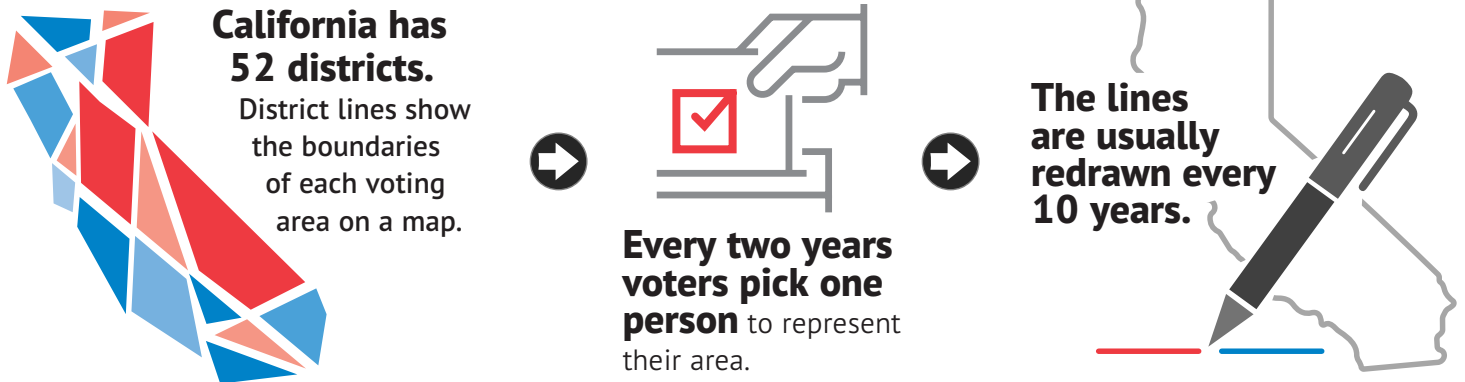 California has
52 districts.
District lines show
the boundaries
of each voting
area on a map.
Every two years
voters pick one
person to represent
their area.
The lines
are usually
redrawn every
10 years.